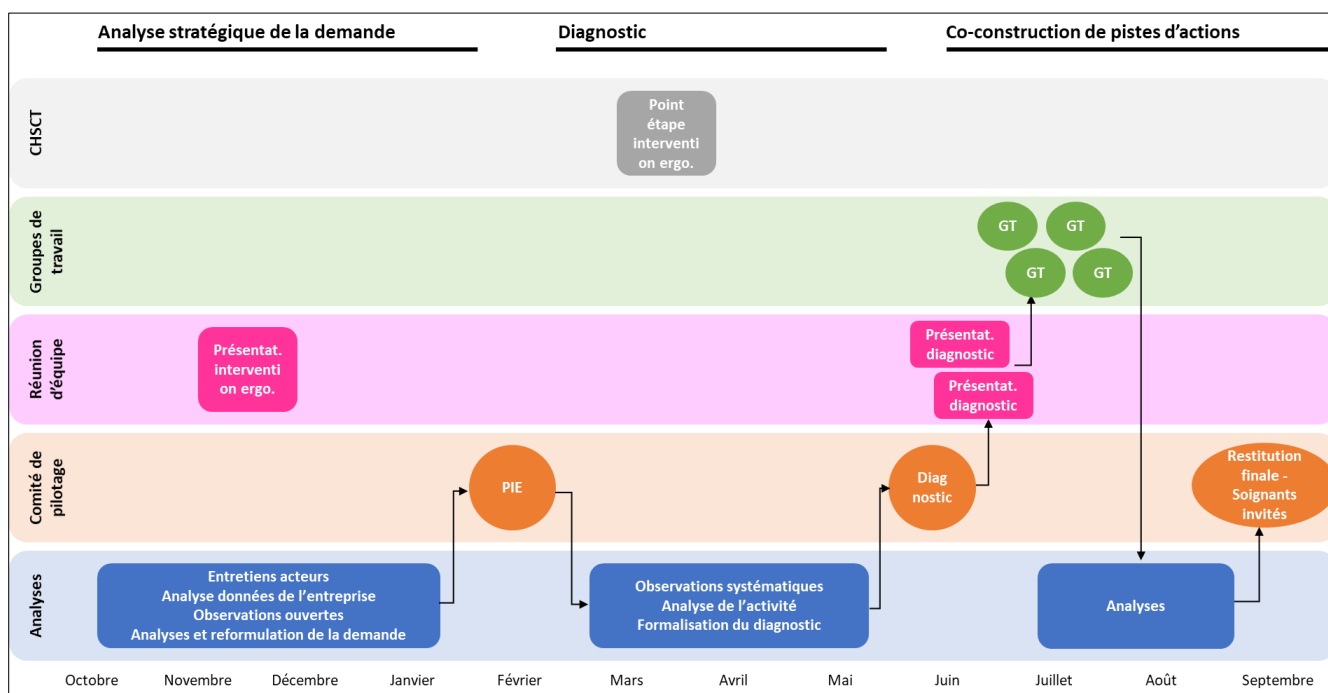 Analyse stratégique de la demande
Diagnostic
Co-construction de pistes d'actions
CHSCT
Point
étape
interventi
on ergo.
Groupes de
travail
GT
GT
GT
GT
Réunion
d'équipe
Présentat.
interventi
on ergo.
Présentat.
diagnostic
Présentat.
diagnostic
Comité de
pilotage
PIE
Diag
nostic
Restitution
finale -
Soignants
invités
Analyses
Entretiens acteurs
Analyse données de l'entreprise
Observations ouvertes
Analyses et reformulation de la demande
Observations systématiques
Analyse de l'activité
Formalisation du diagnostic
Analyses
Octobre Novembre Décembre Janvier Février Mars Avril Mai Juin Juillet Août Septembre